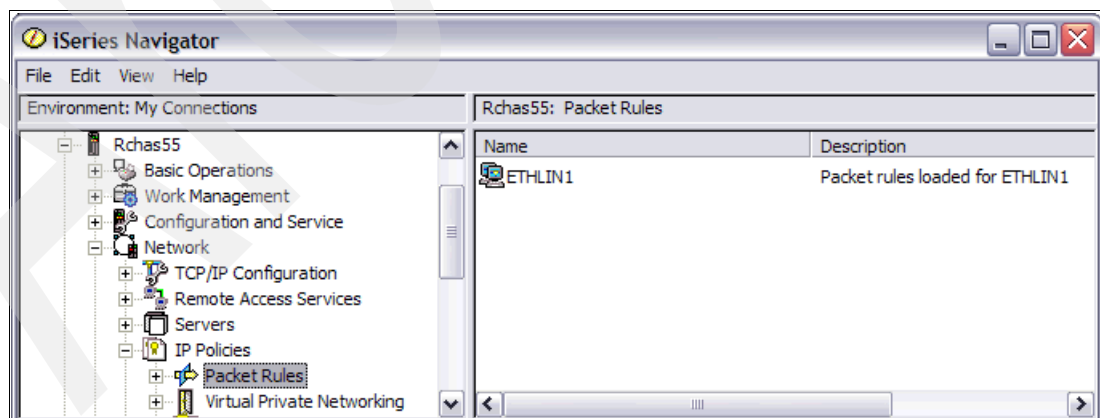 iSeries Navigator
File Edit View Help
Environment: My Connections
Rchas55: Packet Rules
Rchas55
Basic Operations
Work Management
Configuration and Service
Network
TCP/IP Configuration
Remote Access Services
Servers
IP Policies
Packet Rules
Virtual Private Networking
Name Description
ETHLIN1 Packet rules loaded for ETHLIN1